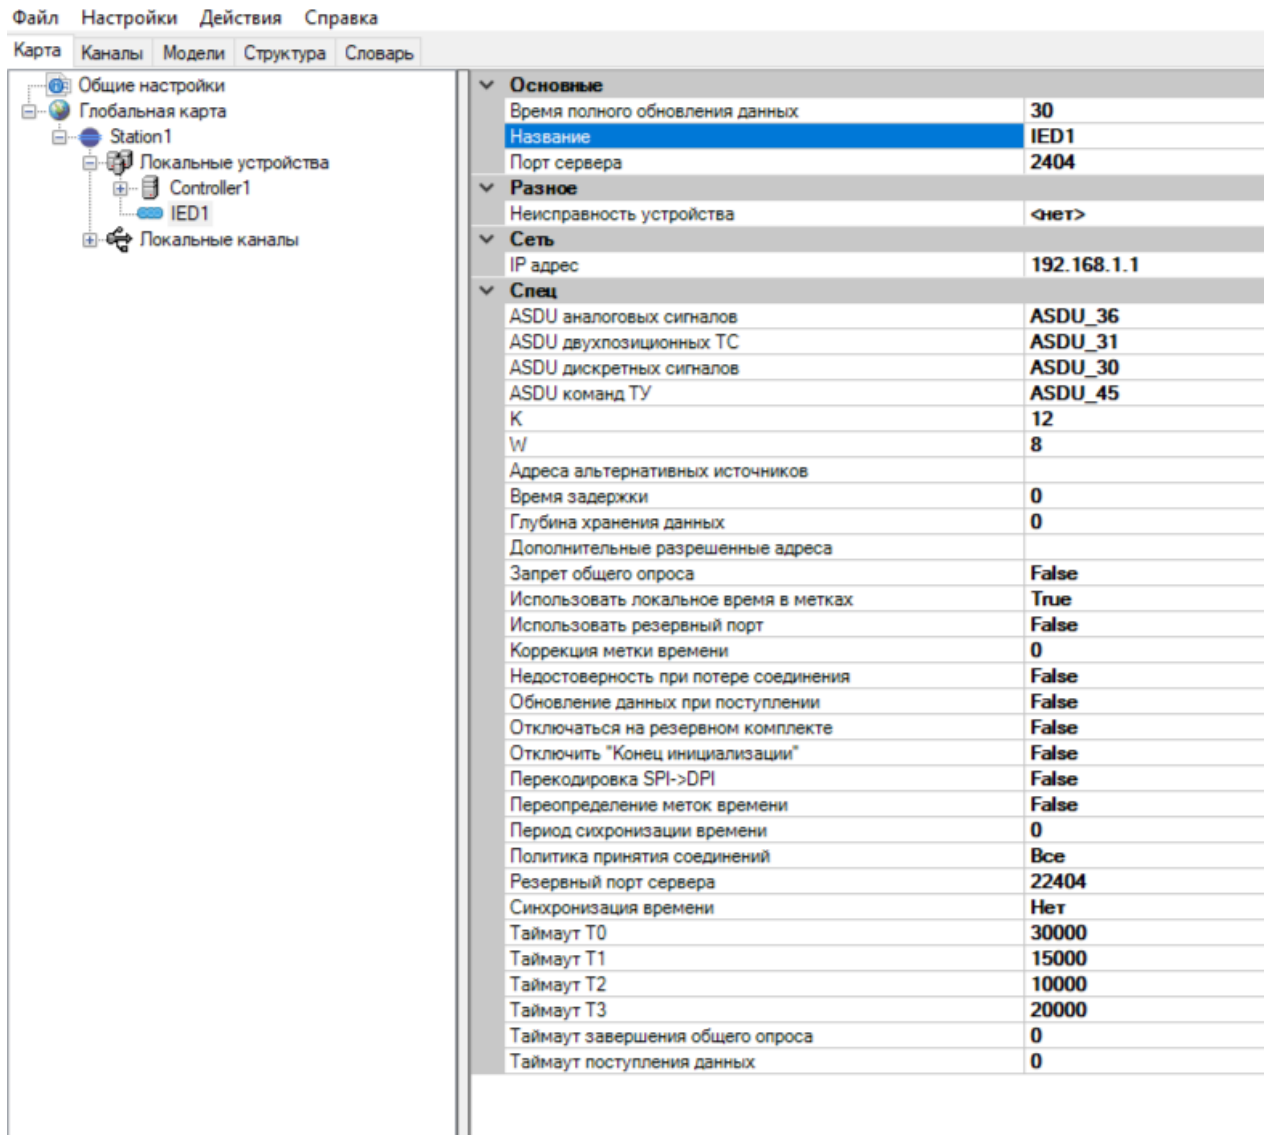 Файл Настройки Действия Справка
Карта Каналы Модели Структура Словарь
Общие настройки
Глобальная карта
Station1
Локальные устройства
Controller1
IED1
Локальные каналы
Основные
Время полного обновления данных 30
Название IED1
Порт сервера 2404
Разное
Неисправность устройства <нет>
Сеть
IP адрес 192.168.1.1
Спец
ASDU аналоговых сигналов ASDU_36
ASDU двухпозиционных ТС ASDU_31
ASDU дискретных сигналов ASDU_30
ASDU команд ТУ ASDU_45
K 12
W 8
Адреса альтернативных источников
Время задержки 0
Глубина хранения данных 0
Дополнительные разрешенные адреса
Запрет общего опроса False
Использовать локальное время в метках True
Использовать резервный порт False
Коррекция метки времени 0
Недостоверность при потере соединения False
Обновление данных при поступлении False
Отключаться на резервном комплекте False
Отключить "Конец инициализации" False
Перекодировка SPI->DPI False
Переопределение меток времени False
Период сихронизации времени 0
Политика принятия соединений Все
Резервный порт сервера 22404
Синхронизация времени Нет
Таймаут T0 30000
Таймаут T1 15000
Таймаут T2 10000
Таймаут T3 20000
Таймаут завершения общего опроса 0
Таймаут поступления данных 0